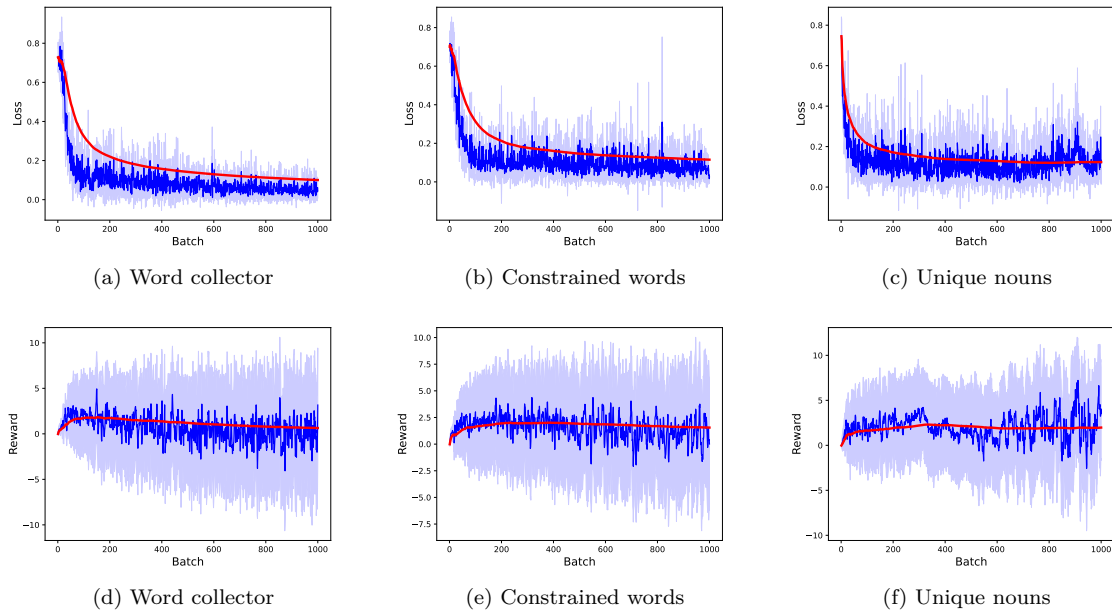 0.8
0.6
0.4
0.2
0.0
Loss
0 200 400 600 800 1000
Batch
(a) Word collector
0.8
0.6
0.4
0.2
0.0
Loss
0 200 400 600 800 1000
Batch
(b) Constrained words
0.8
0.6
0.4
0.2
0.0
Loss
0 200 400 600 800 1000
Batch
(c) Unique nouns
10
5
0
−5
−10
Reward
0 200 400 600 800 1000
Batch
(d) Word collector
10.0
7.5
5.0
2.5
0.0
−2.5
−5.0
−7.5
Reward
0 200 400 600 800 1000
Batch
(e) Constrained words
10
5
0
−5
−10
Reward
0 200 400 600 800 1000
Batch
(f) Unique nouns